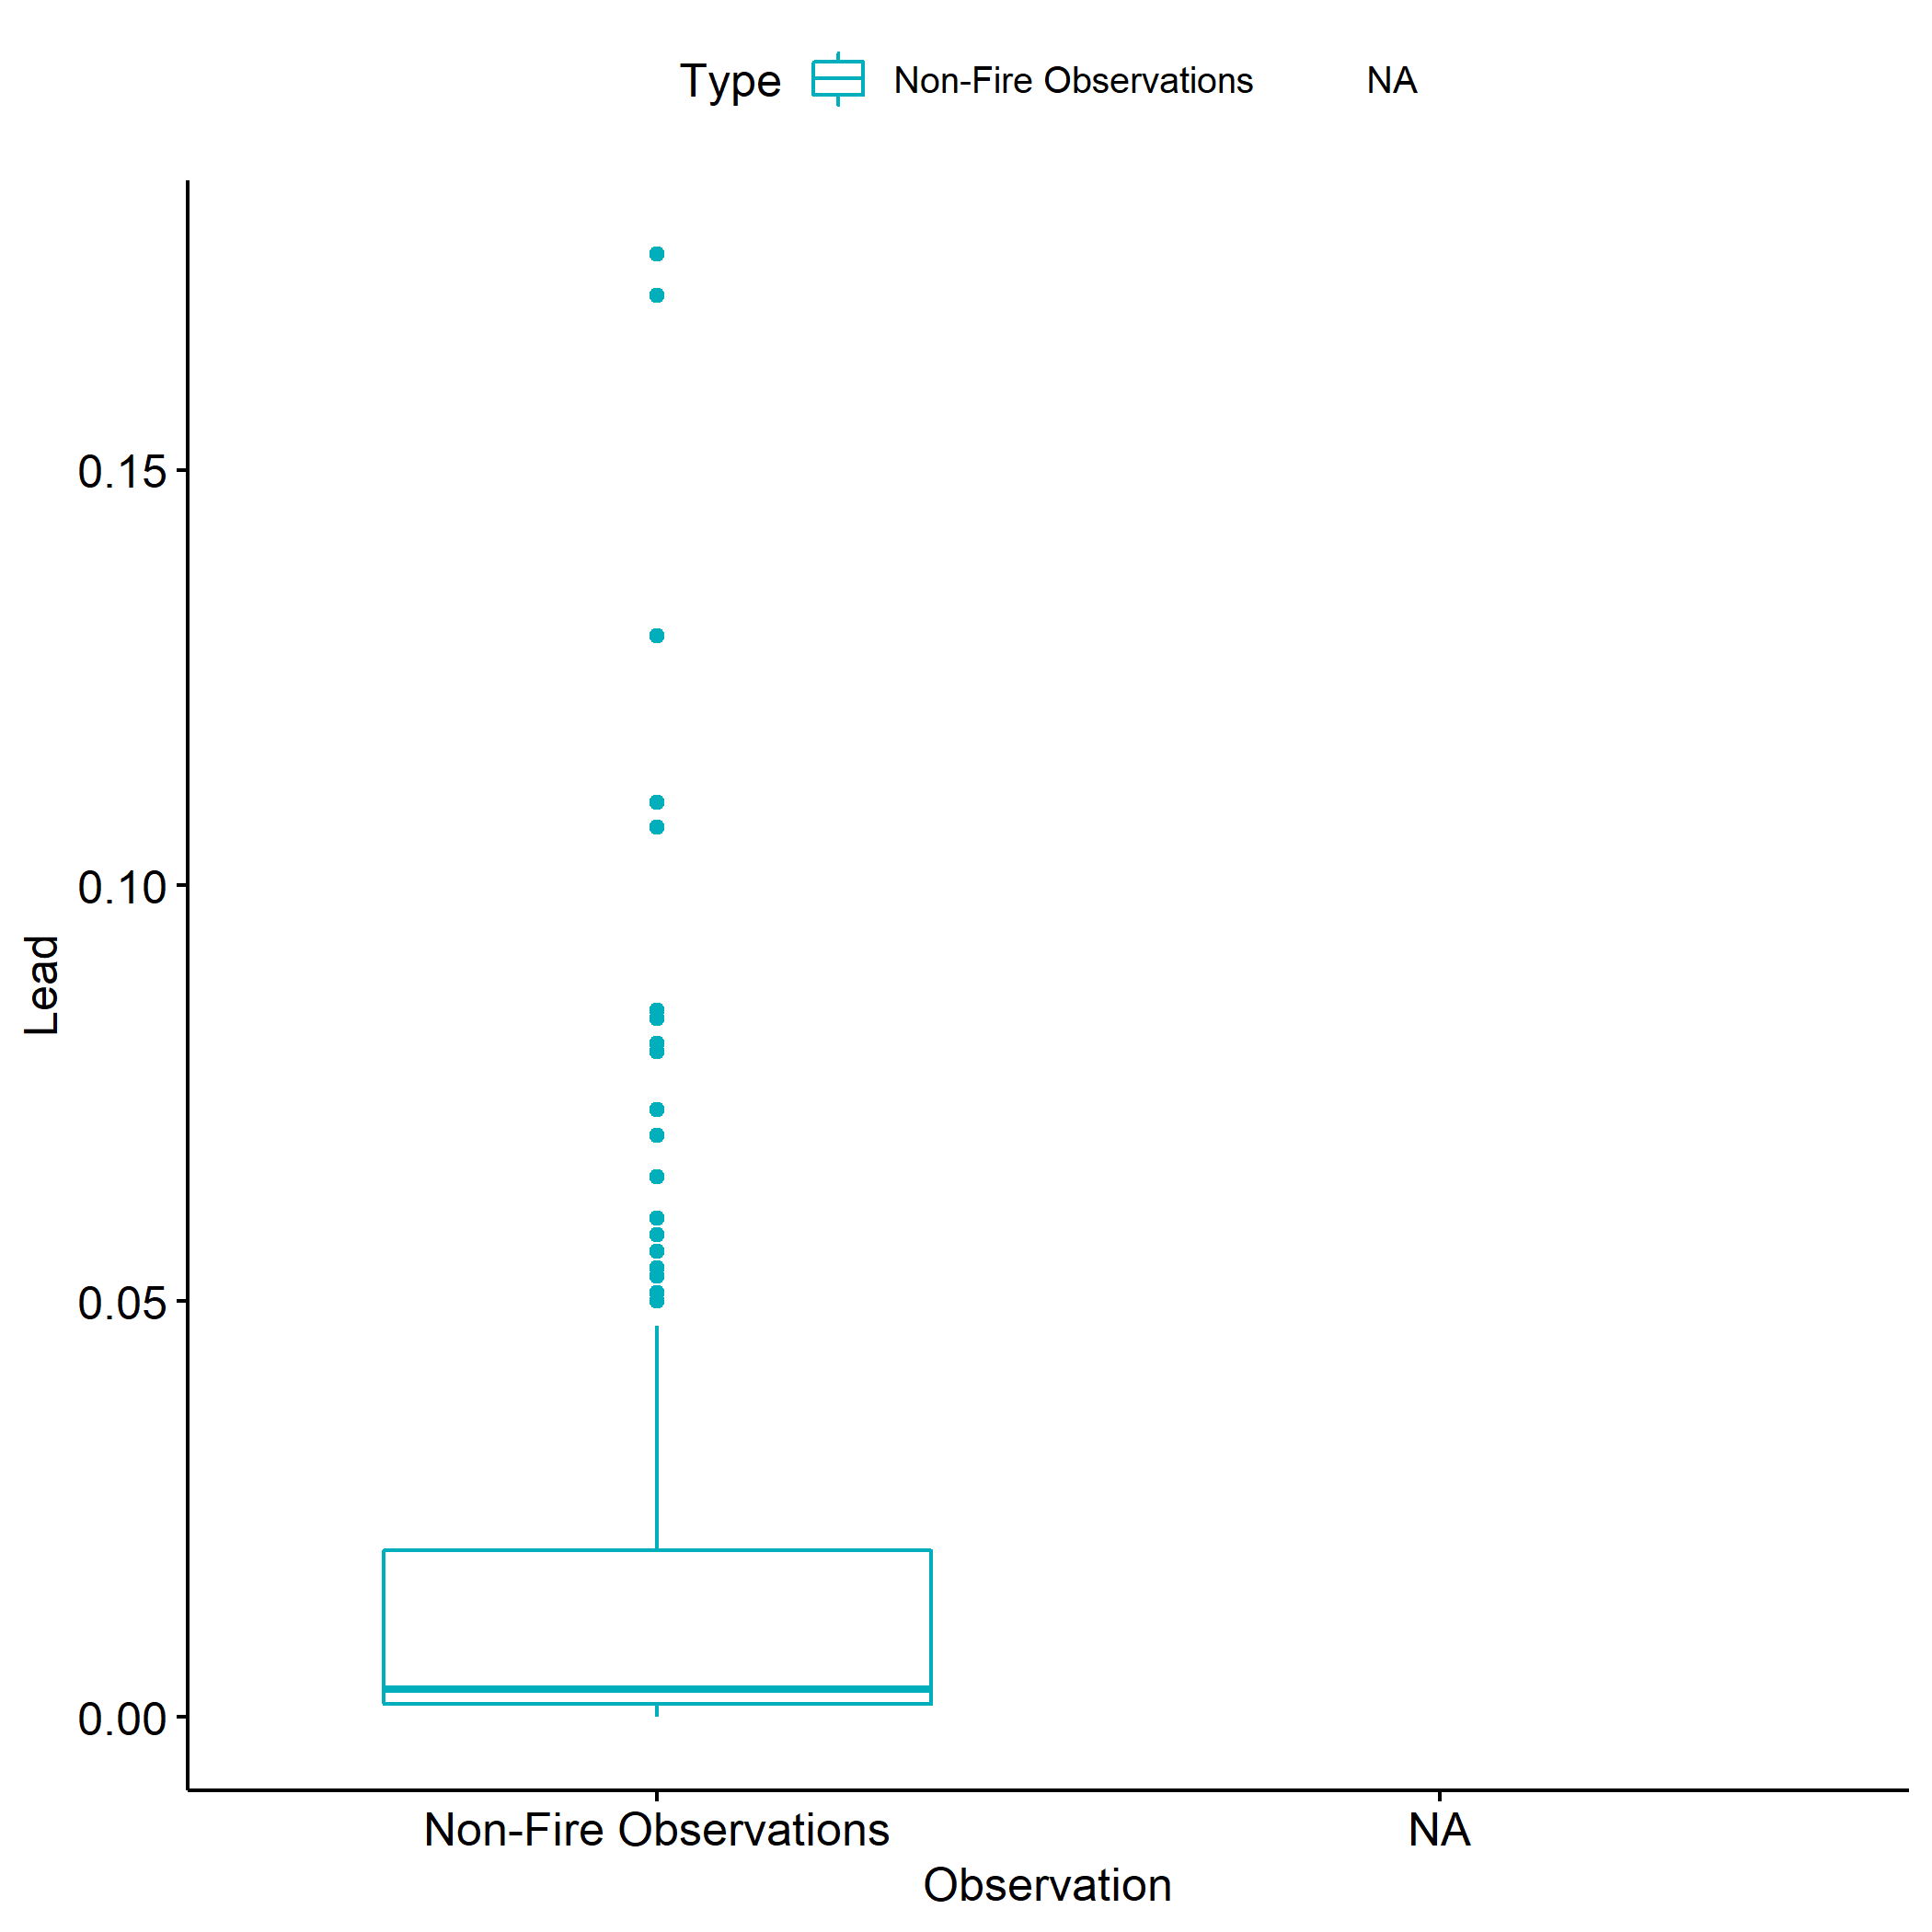 Type Non-Fire Observations NA
0.15
0.10
Lead
0.05
0.00
Non-Fire Observations NA
Observation